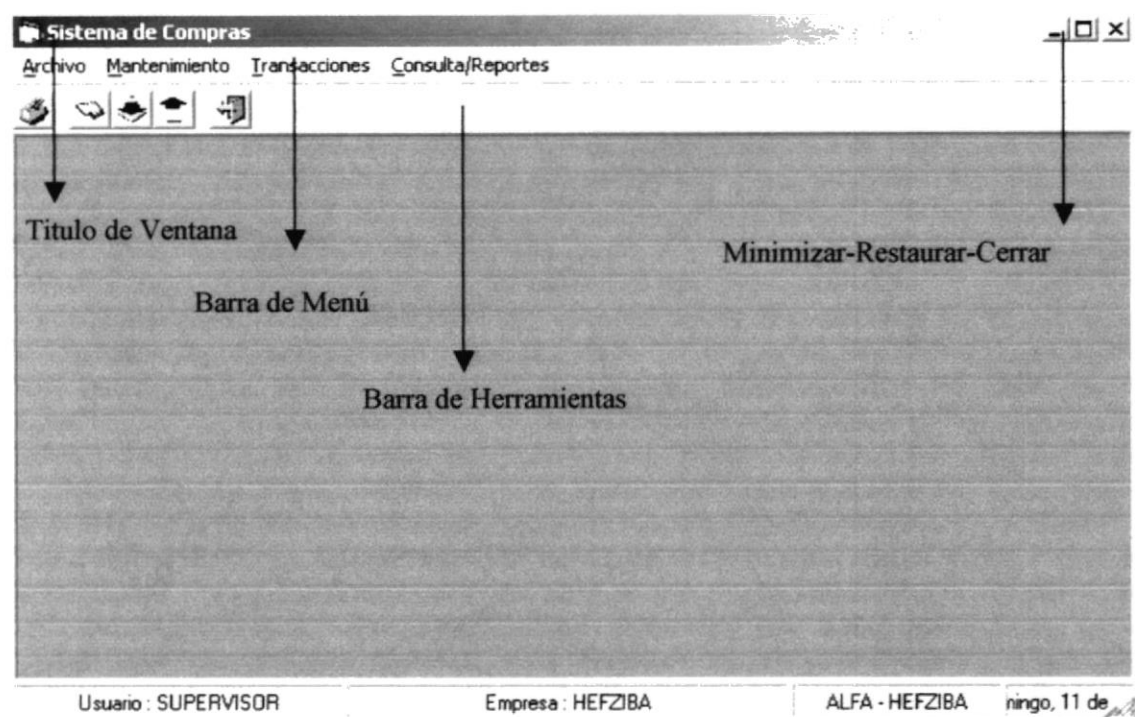 Sistema de Compras
Archivo Mantenimiento Transacciones Consulta/Reportes
Titulo de Ventana
Minimizar-Restaurar-Cerrar
Barra de Menú
Barra de Herramientas
Usuario : SUPERVISOR Empresa : HEFZIBA ALFA - HEFZIBA ningo, 11 de